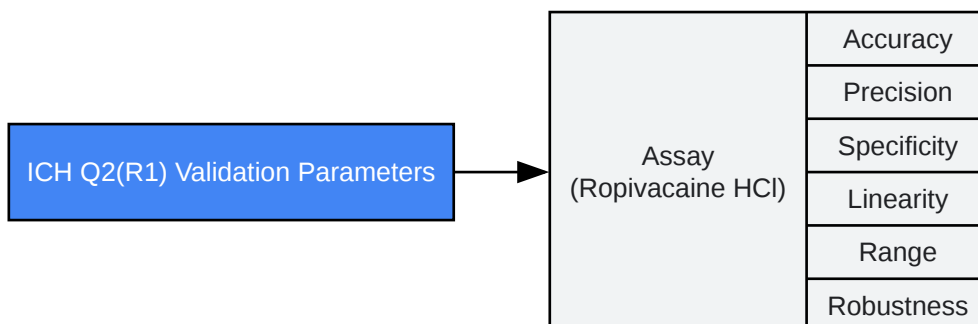 ICH Q2(R1) Validation Parameters
Assay
(Ropivacaine HCl)
Accuracy
Precision
Specificity
Linearity
Range
Robustness